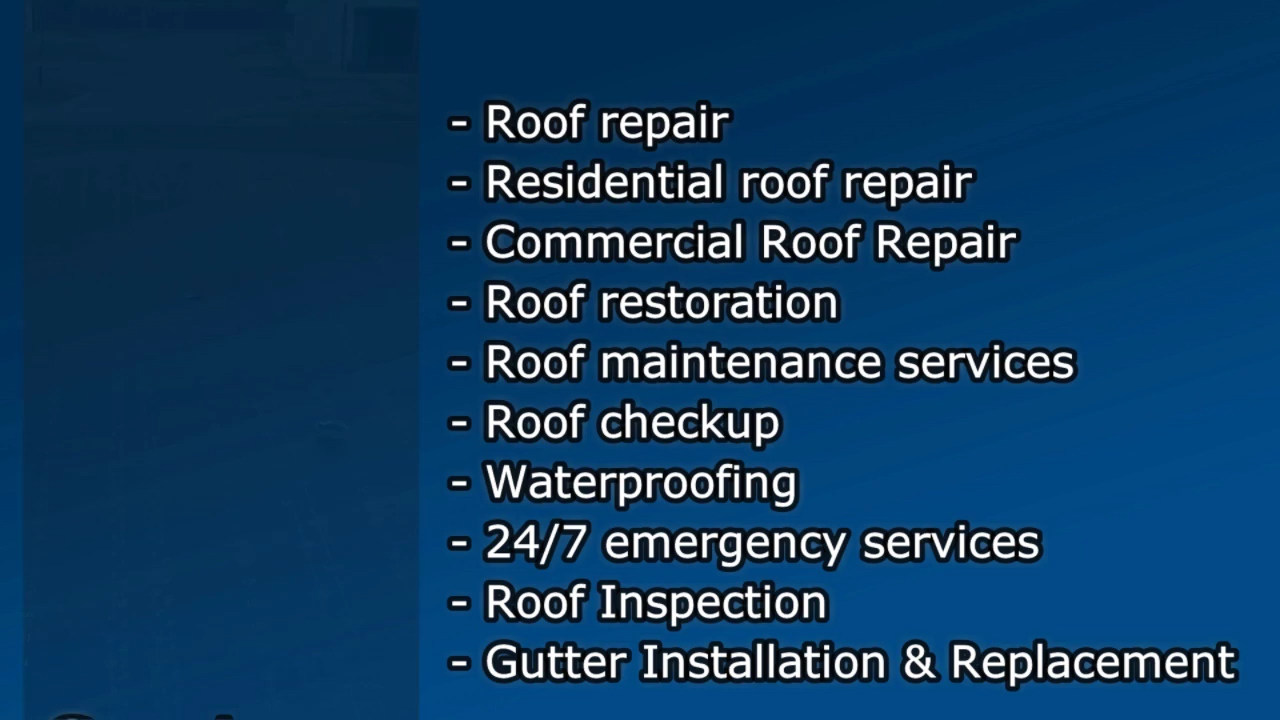 - Roof repair
- Residential roof repair
- Commercial Roof Repair
- Roof restoration
- Roof maintenance services
- Roof checkup
- Waterproofing
- 24/7 emergency services
- Roof Inspection
- Gutter Installation & Replacement